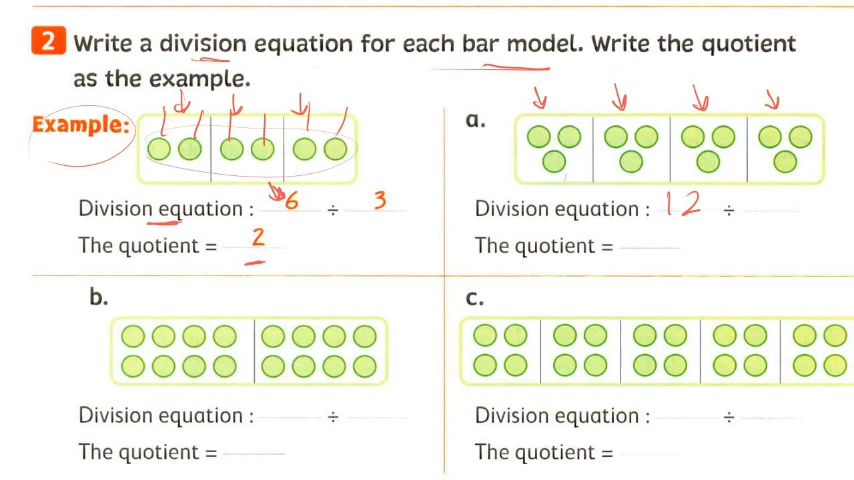 2 Write a division equation for each bar model. Write the quotient
as the example.
Example:
Division equation : 6 ÷ 3
The quotient = 2
a.
Division equation : 12 ÷
The quotient =
b.
Division equation : ÷
The quotient =
c.
Division equation : ÷
The quotient =